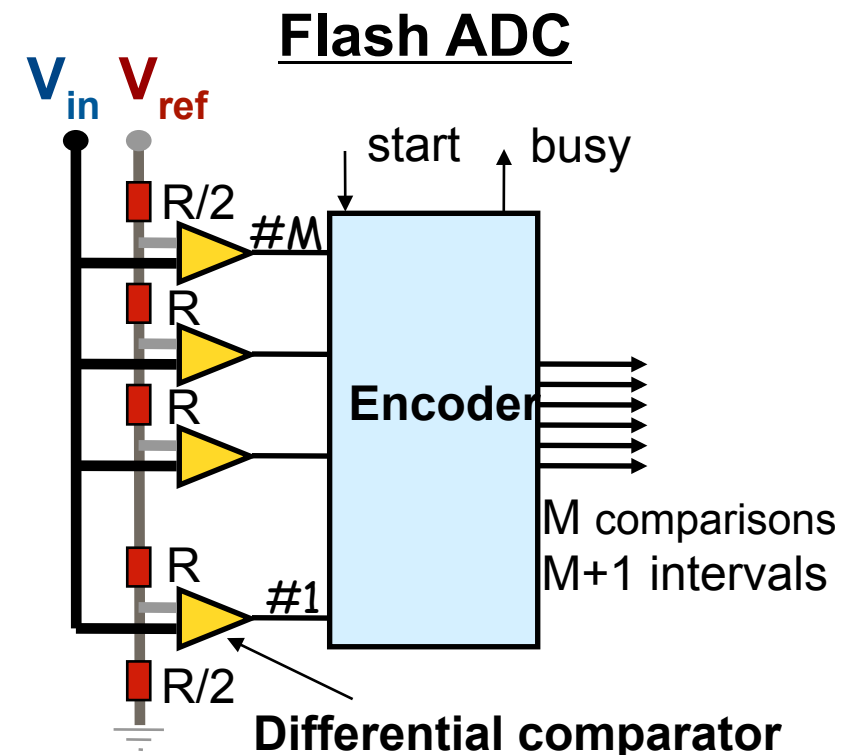 Flash ADC
Vin Vref
start busy
R/2
#M
R
R
Encoder
M comparisons
M+1 intervals
R
#1
R/2
Differential comparator